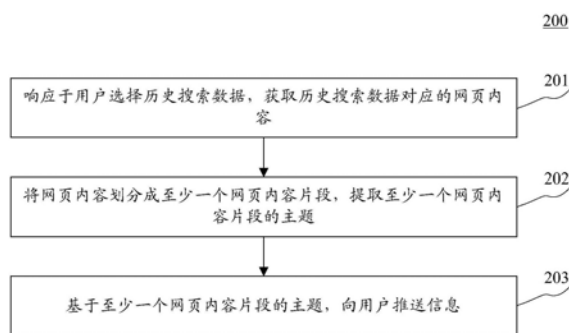 200
201
响应于用户选择历史搜索数据，获取历史搜索数据对应的网页内
容
202
将网页内容划分成至少一个网页内容片段，提取至少一个网页内
容片段的主题
203
基于至少一个网页内容片段的主题，向用户推送信息